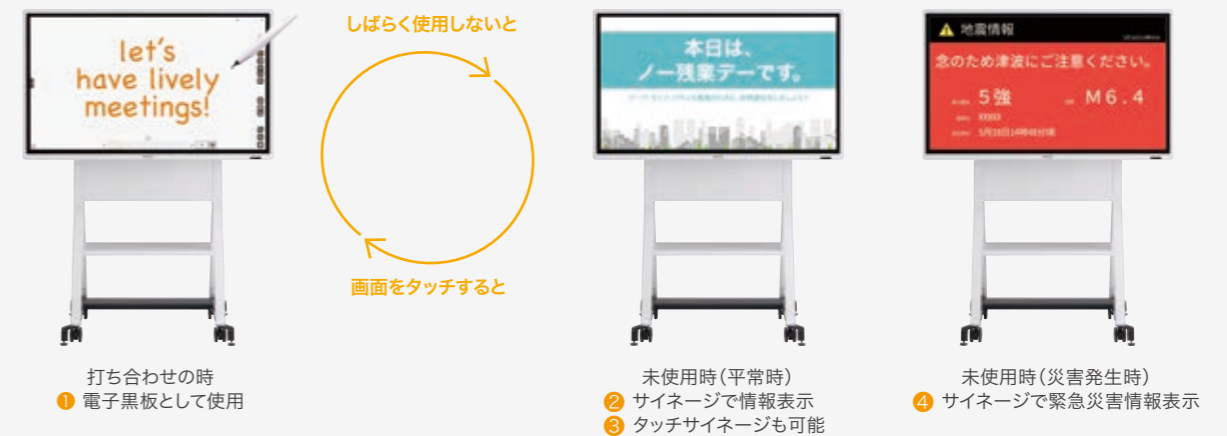 let's
have lively
meetings!
しばらく使用しないと
画面をタッチすると
本日は、
ノー残業デーです。
地震情報
念のため津波にご注意ください。
5強
M6.4
XXXXX
打ち合わせの時
❶ 電子黒板として使用
未使用時(平常時)
❷ サイネージで情報表示
❸ タッチサイネージも可能
未使用時(災害発生時)
❹ サイネージで緊急災害情報表示